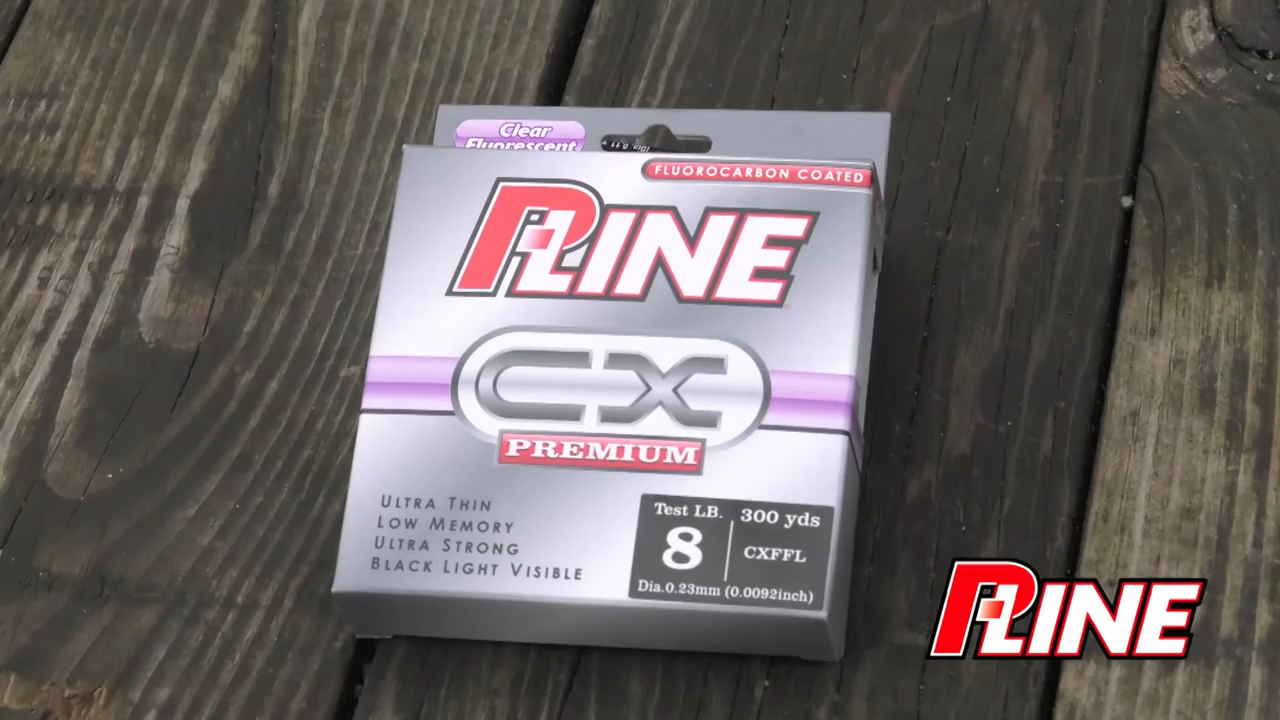 Clear
Fluorescent
FLUOROCARBON COATED
P-LINE
CX
PREMIUM
ULTRA THIN
LOW MEMORY
ULTRA STRONG
BLACK LIGHT VISIBLE
Test LB. 300 yds
8 CXFFL
Dia.0.23mm (0.0092inch)
P-LINE